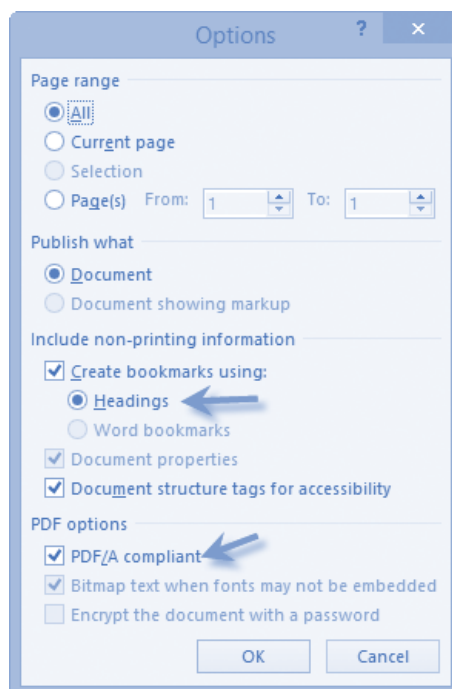 Options ?
Page range
All
Current page
Selection
Page(s) From: 1 To: 1
Publish what
Document
Document showing markup
Include non-printing information
Create bookmarks using:
Headings
Word bookmarks
Document properties
Document structure tags for accessibility
PDF options
PDF/A compliant
Bitmap text when fonts may not be embedded
Encrypt the document with a password
OK Cancel